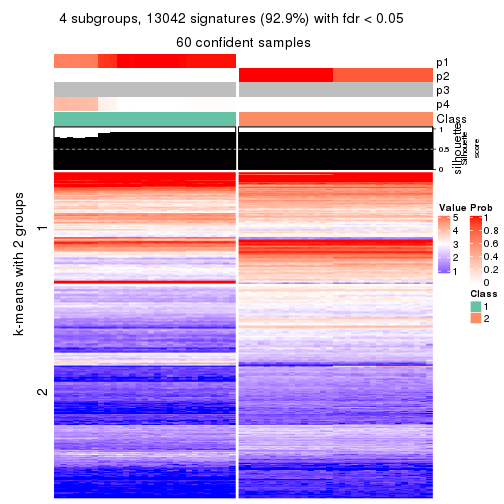 4 subgroups, 13042 signatures (92.9%) with fdr < 0.05
60 confident samples
p1
p2
p3
p4
Class
silhouette
1
0.5
0
Silhouette
score
k-means with 2 groups
1
2
Value
5
4
3
2
1
Prob
1
0.8
0.6
0.4
0.2
0
Class
1
2